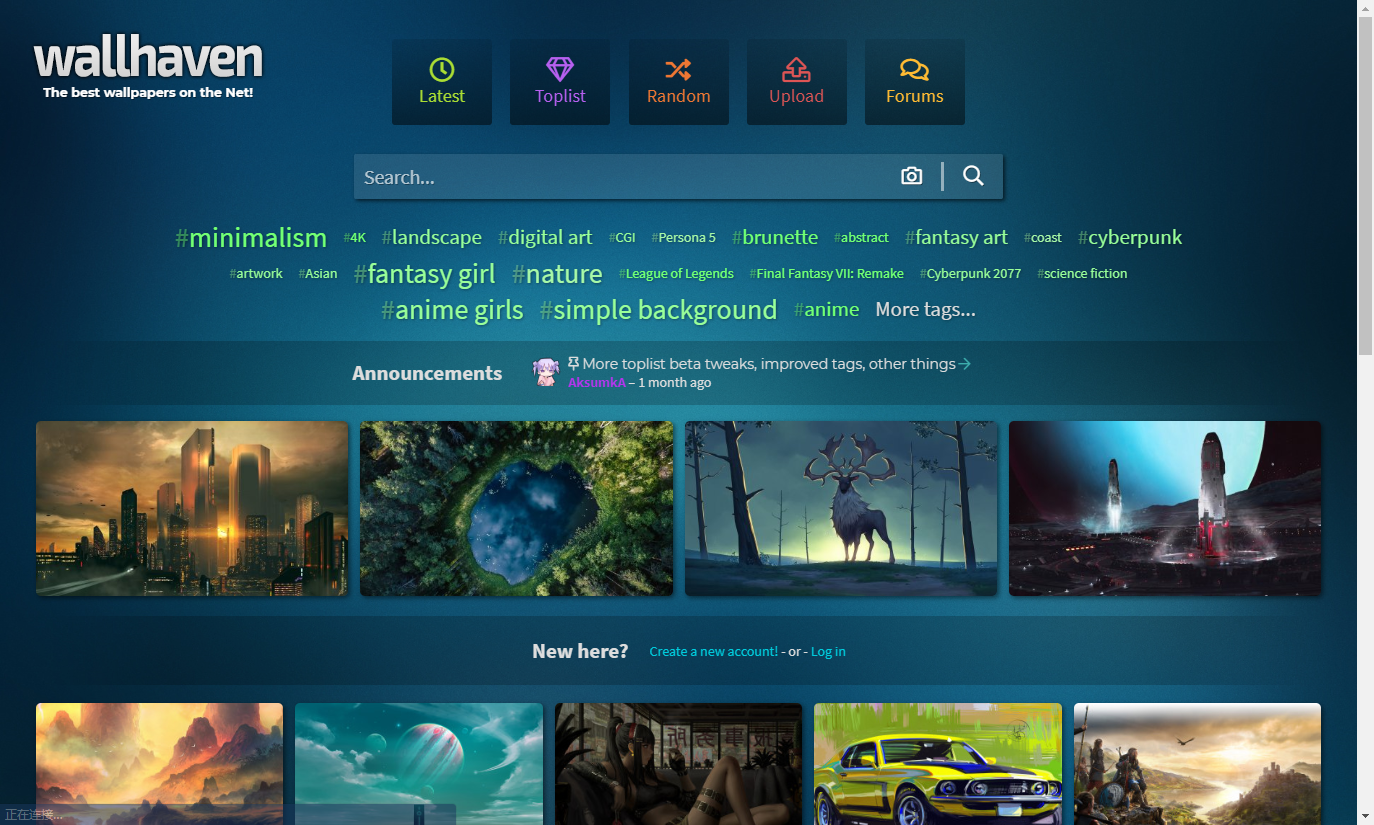 wallhaven
The best wallpapers on the Net!
Latest
Toplist
Random
Upload
Forums
Search...
#minimalism #4K #landscape #digital art #CGI #Persona 5 #brunette #abstract #fantasy art #coast #cyberpunk
#artwork #Asian #fantasy girl #nature #League of Legends #Final Fantasy VII: Remake #Cyberpunk 2077 #science fiction
#anime girls #simple background #anime More tags...
Announcements
More toplist beta tweaks, improved tags, other things
AksumkA – 1 month ago
New here? Create a new account! - or - Log in
正在连接...